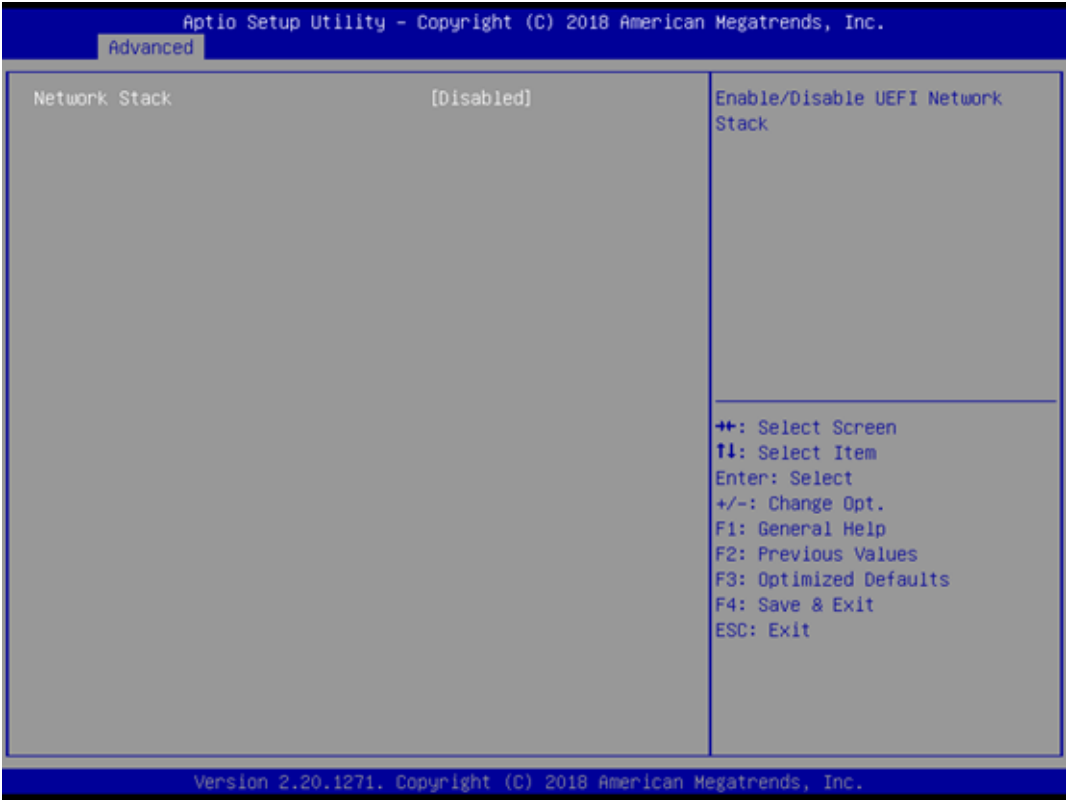 Aptio Setup Utility – Copyright (C) 2018 American Megatrends, Inc.
Advanced
Network Stack [Disabled]
Enable/Disable UEFI Network
Stack
→←: Select Screen
↑↓: Select Item
Enter: Select
+/-: Change Opt.
F1: General Help
F2: Previous Values
F3: Optimized Defaults
F4: Save & Exit
ESC: Exit
Version 2.20.1271. Copyright (C) 2018 American Megatrends, Inc.